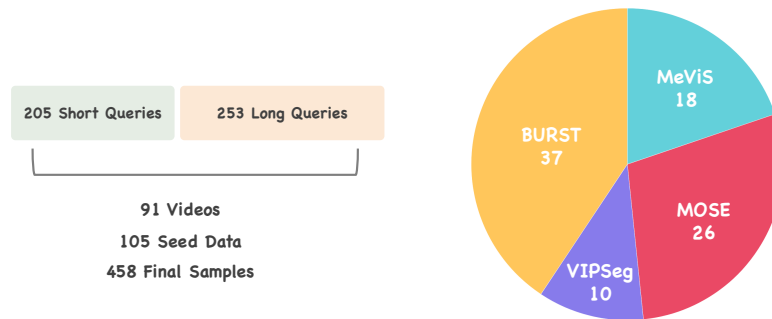 205 Short Queries
253 Long Queries
91 Videos
105 Seed Data
458 Final Samples
MeViS
18
BURST
37
MOSE
26
VIPSeg
10